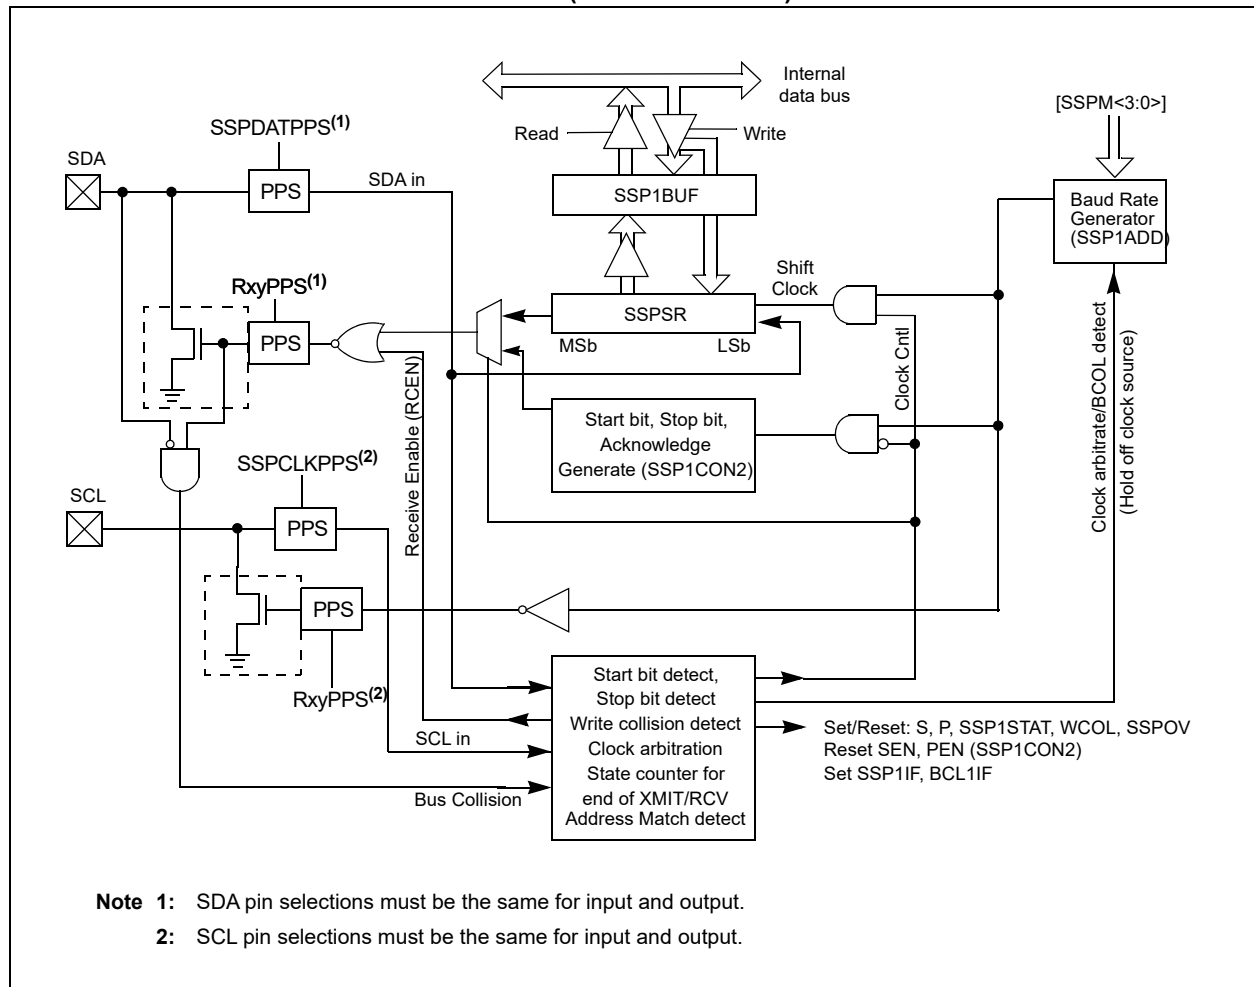 Internal
data bus
[SSPM<3:0>]
Read
Write
SSPDATPPS(1)
SDA
PPS
SDA in
SSP1BUF
Baud Rate
Generator
(SSP1ADD)
Shift
Clock
RxyPPS(1)
PPS
SSPSR
MSb
LSb
Clock Cntl
Receive Enable (RCEN)
Clock arbitrate/BCOL detect
(Hold off clock source)
Start bit, Stop bit,
Acknowledge
Generate (SSP1CON2)
SSPCLKPPS(2)
SCL
PPS
PPS
RxyPPS(2)
SCL in
Bus Collision
Start bit detect,
Stop bit detect
Write collision detect
Clock arbitration
State counter for
end of XMIT/RCV
Address Match detect
Set/Reset: S, P, SSP1STAT, WCOL, SSPOV
Reset SEN, PEN (SSP1CON2)
Set SSP1IF, BCL1IF
Note 1: SDA pin selections must be the same for input and output.
2: SCL pin selections must be the same for input and output.